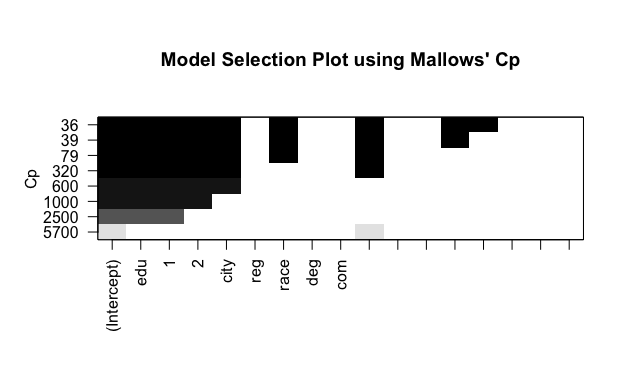 Model Selection Plot using Mallows' Cp
Cp
36
39
79
320
600
1000
2500
5700
(Intercept)
edu
1
2
city
reg
race
deg
com